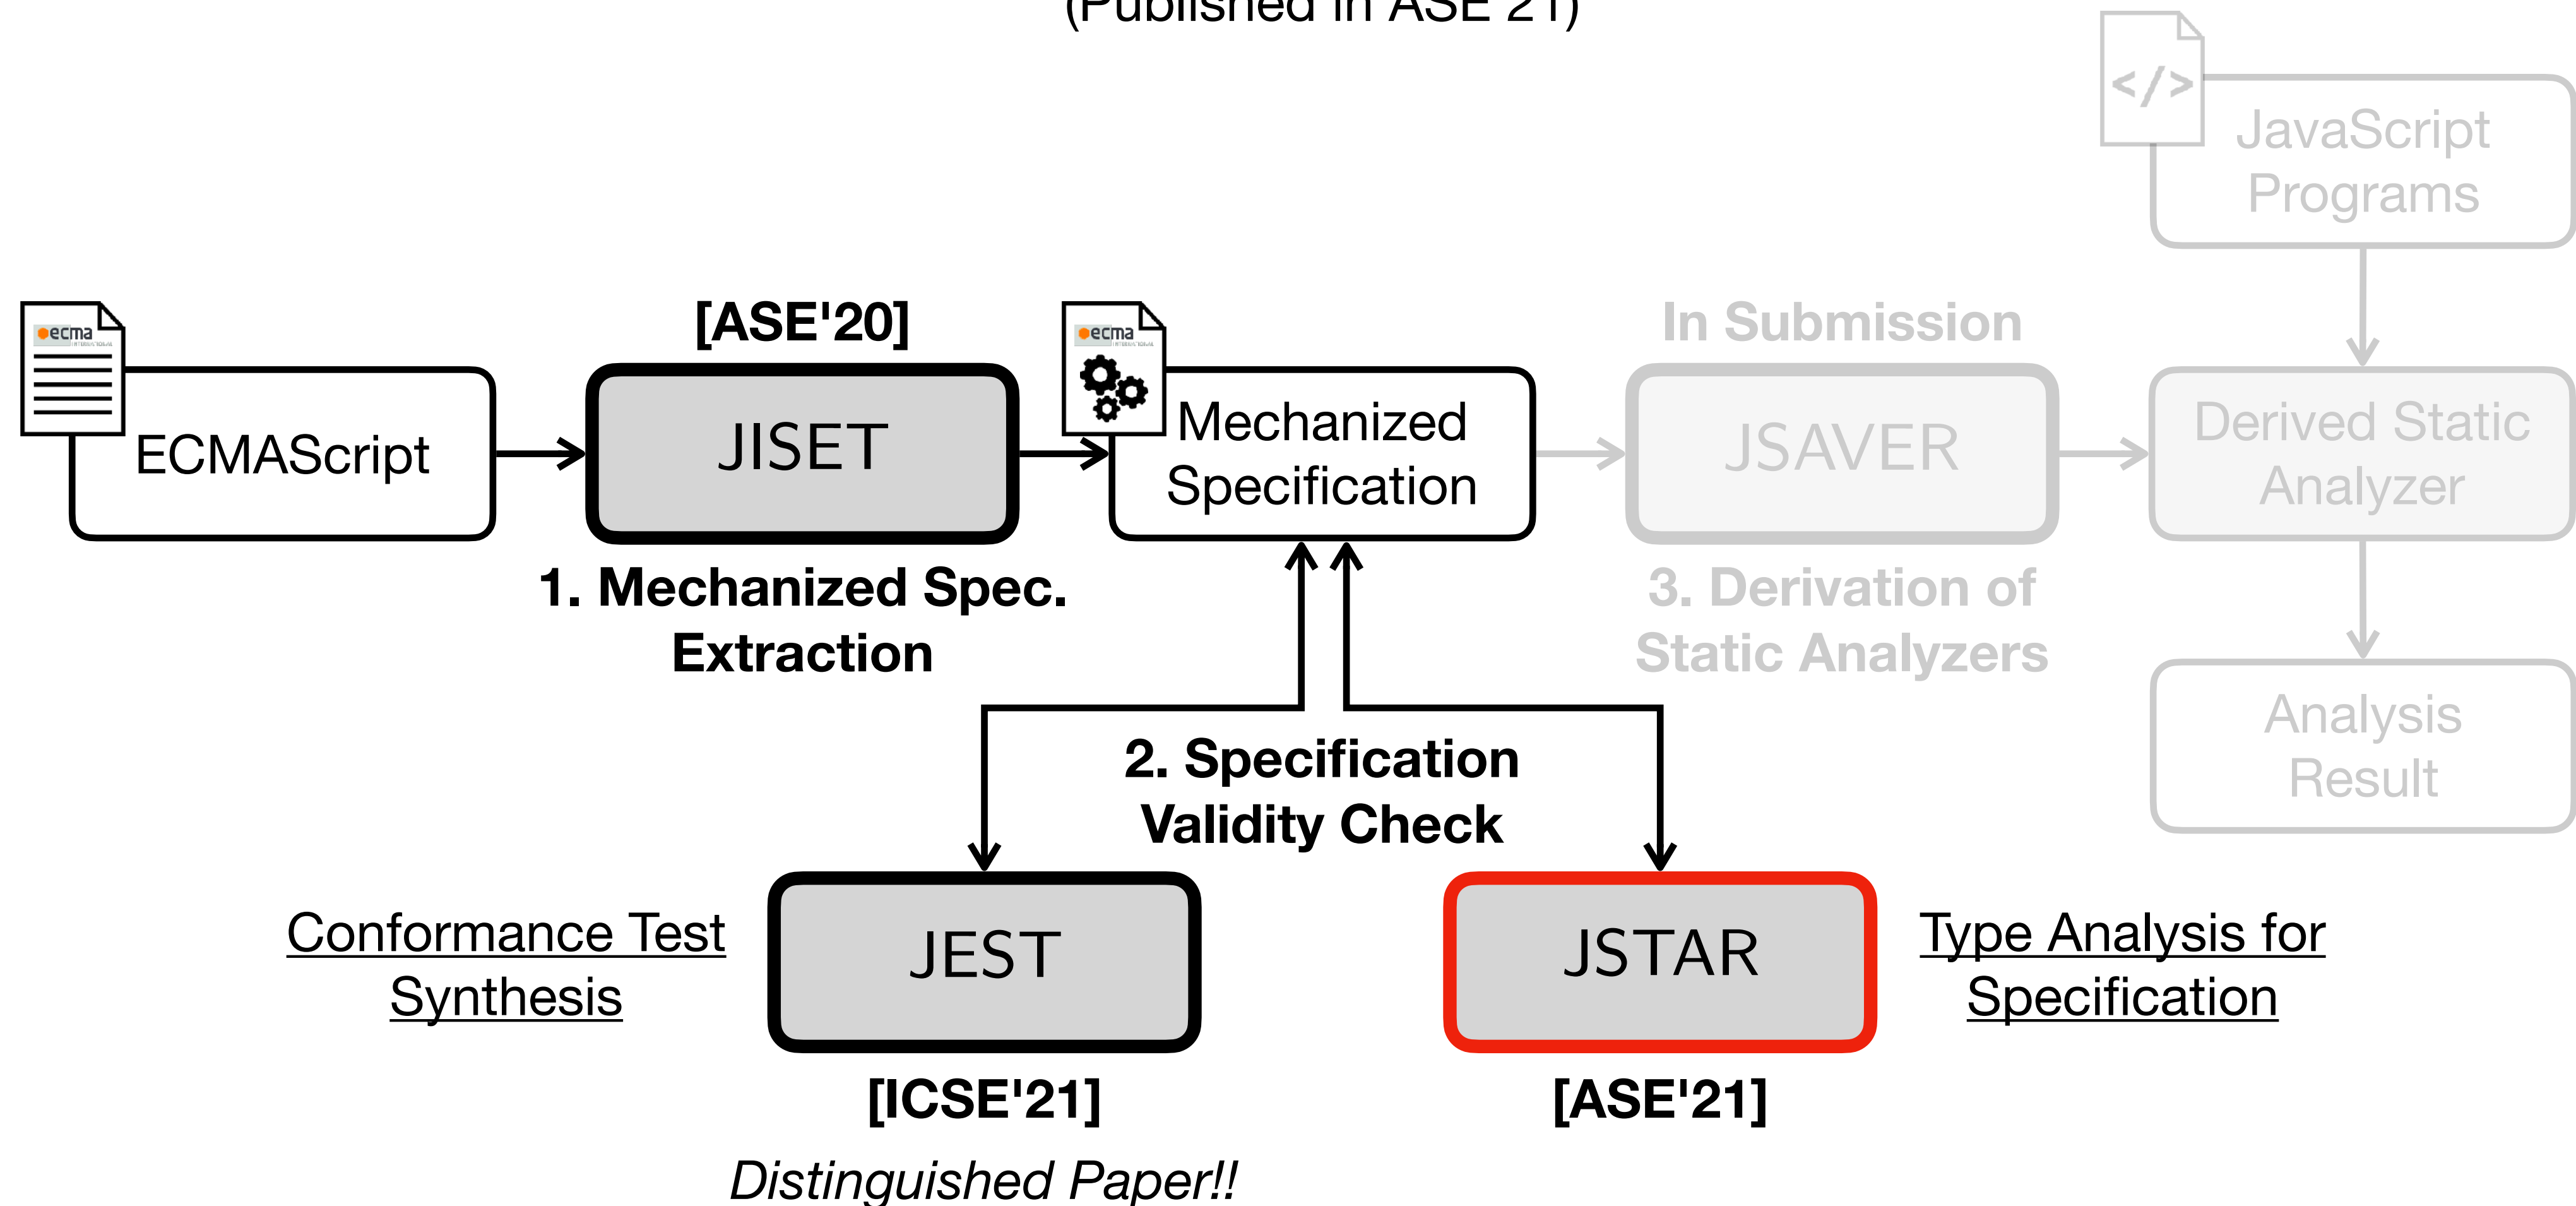 (Published in ASE'21)
</>
JavaScript
Programs
ecma
[ASE'20]
ecma
In Submission
ECMAScript
JISET
Mechanized
Specification
JSAVER
Derived Static
Analyzer
1. Mechanized Spec.
Extraction
3. Derivation of
Static Analyzers
2. Specification
Validity Check
Analysis
Result
Conformance Test
Synthesis
JEST
JSTAR
Type Analysis for
Specification
[ICSE'21]
[ASE'21]
Distinguished Paper!!